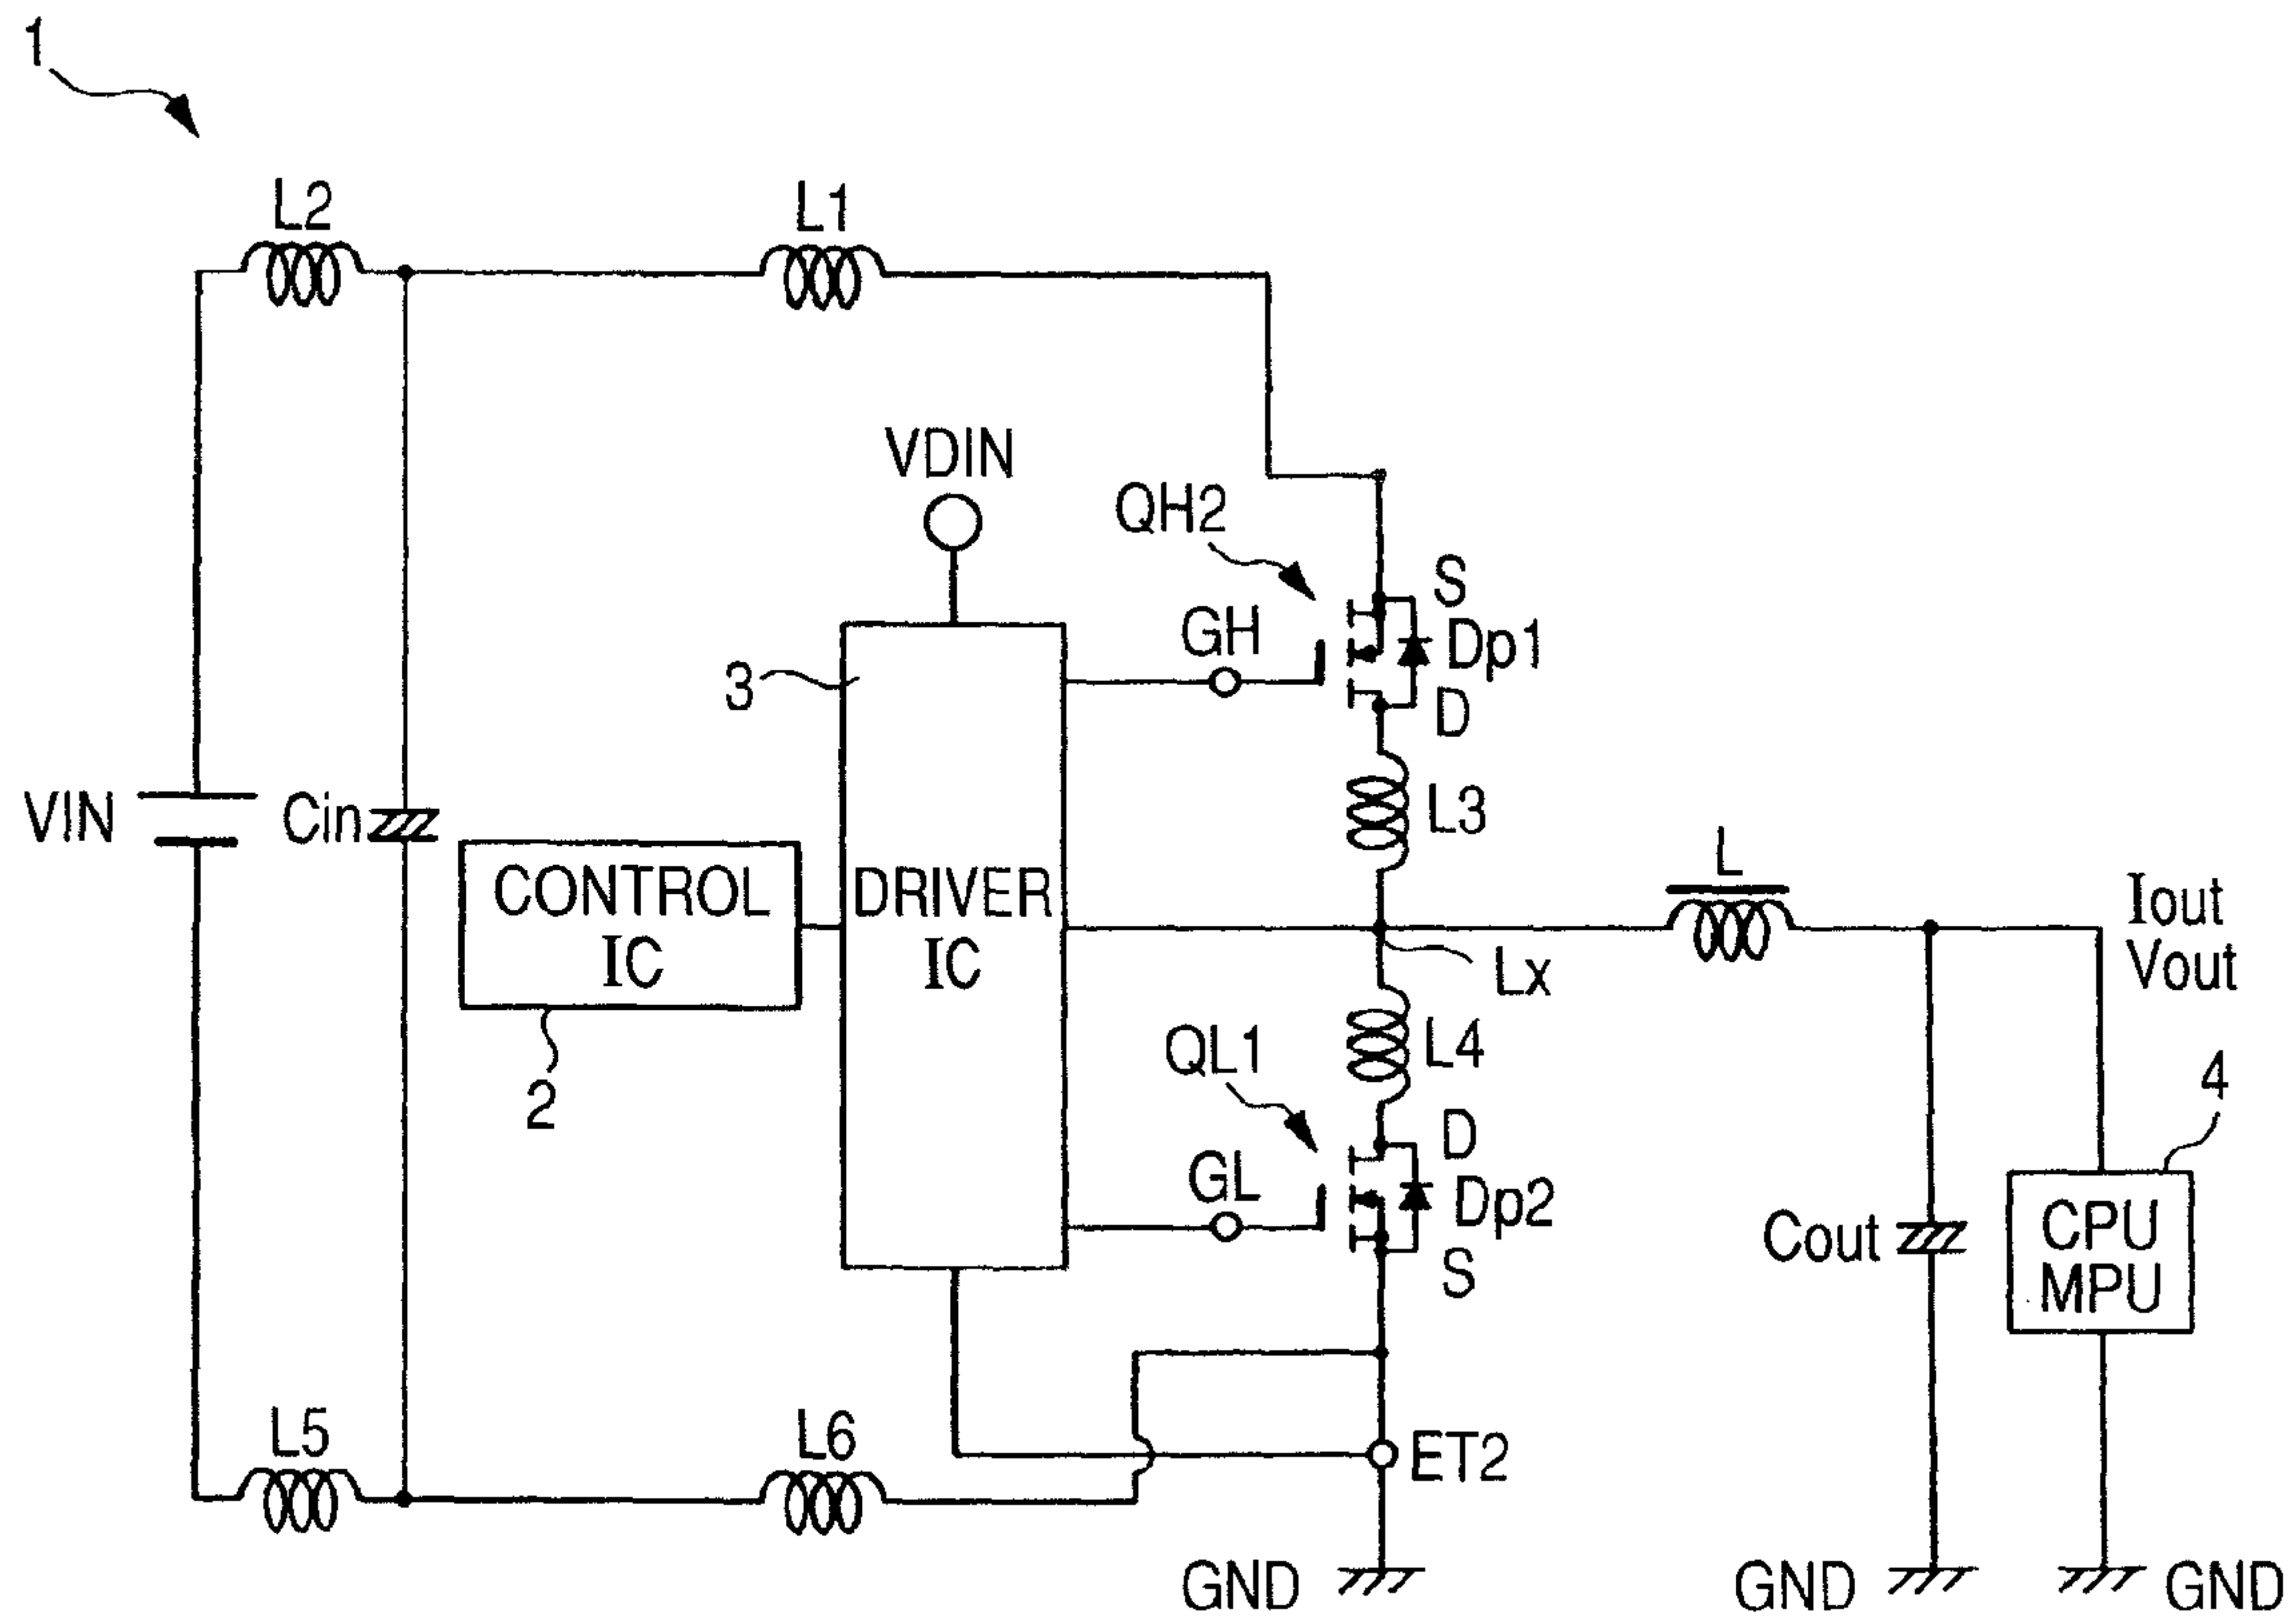 1
L2
L1
VDIN
QH2
S
GH
Dp1
3
D
VIN
Cin
L3
CONTROL
IC
DRIVER
IC
L
Iout
Vout
Lx
2
QL1
L4
4
D
GL
Dp2
S
Cout
CPU
MPU
L5
L6
ET2
GND
GND
GND